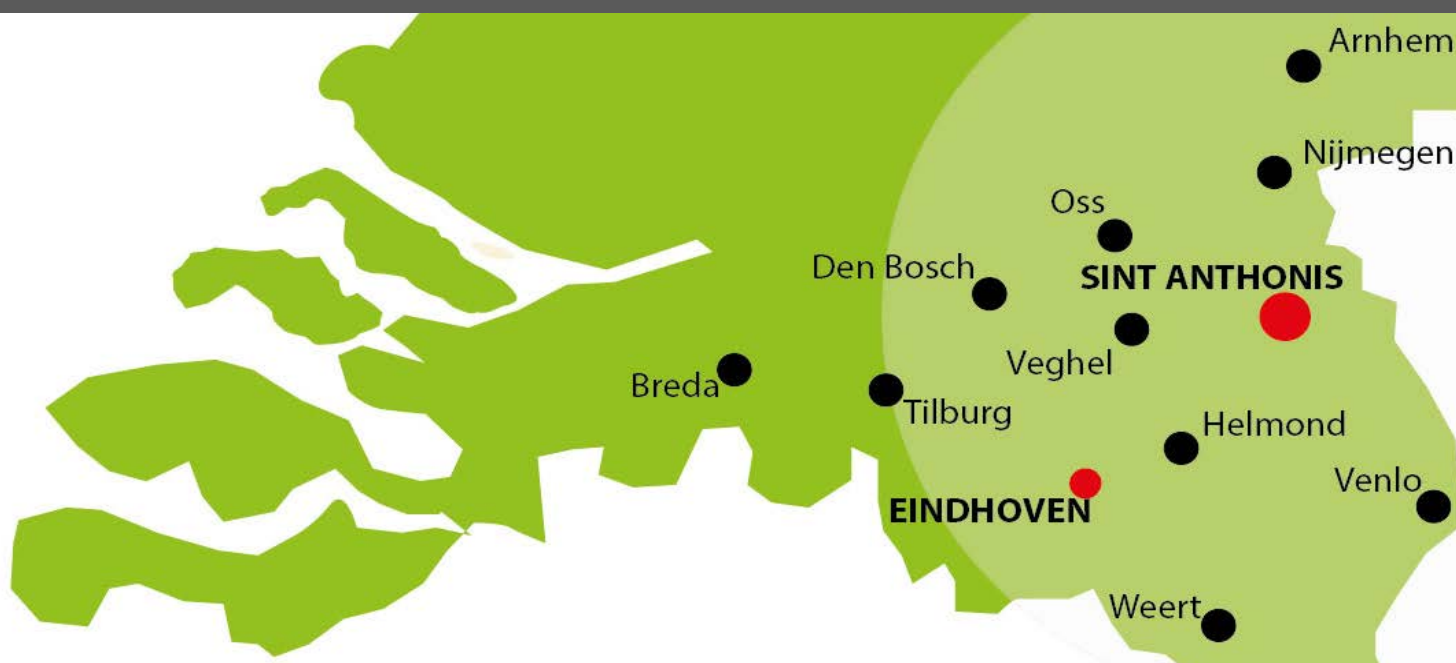 Arnhem
Nijmegen
Oss
Den Bosch
SINT ANTHONIS
Veghel
Breda
Tilburg
Helmond
Venlo
EINDHOVEN
Weert